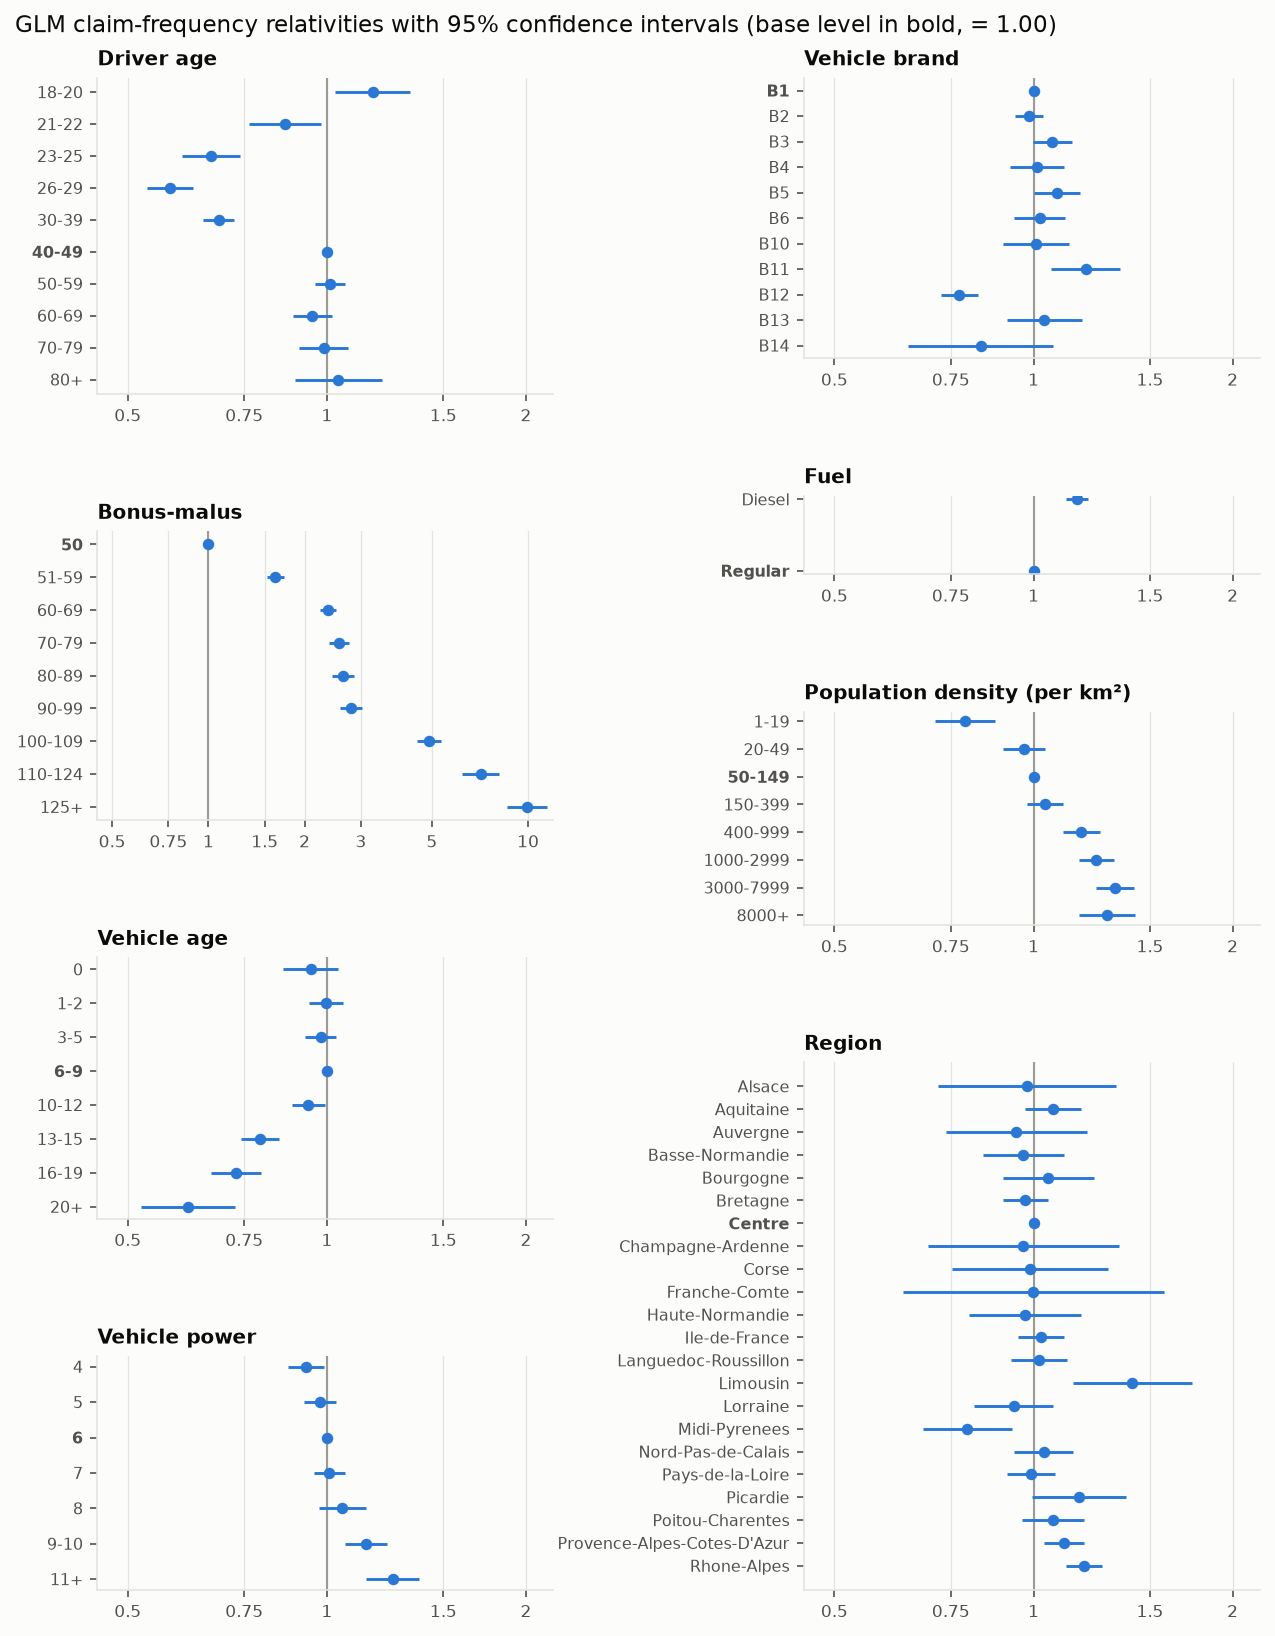 GLM claim-frequency relativities with 95% confidence intervals (base level in bold, = 1.00)
Driver age
18-20
21-22
23-25
26-29
30-39
40-49
50-59
60-69
70-79
80+
0.5 0.75 1 1.5 2
Bonus-malus
50
51-59
60-69
70-79
80-89
90-99
100-109
110-124
125+
0.5 0.75 1 1.5 2 3 5 10
Vehicle age
0
1-2
3-5
6-9
10-12
13-15
16-19
20+
0.5 0.75 1 1.5 2
Vehicle power
4
5
6
7
8
9-10
11+
0.5 0.75 1 1.5 2
Vehicle brand
B1
B2
B3
B4
B5
B6
B10
B11
B12
B13
B14
0.5 0.75 1 1.5 2
Fuel
Diesel
Regular
0.5 0.75 1 1.5 2
Population density (per km²)
1-19
20-49
50-149
150-399
400-999
1000-2999
3000-7999
8000+
0.5 0.75 1 1.5 2
Region
Alsace
Aquitaine
Auvergne
Basse-Normandie
Bourgogne
Bretagne
Centre
Champagne-Ardenne
Corse
Franche-Comte
Haute-Normandie
Ile-de-France
Languedoc-Roussillon
Limousin
Lorraine
Midi-Pyrenees
Nord-Pas-de-Calais
Pays-de-la-Loire
Picardie
Poitou-Charentes
Provence-Alpes-Cotes-D'Azur
Rhone-Alpes
0.5 0.75 1 1.5 2